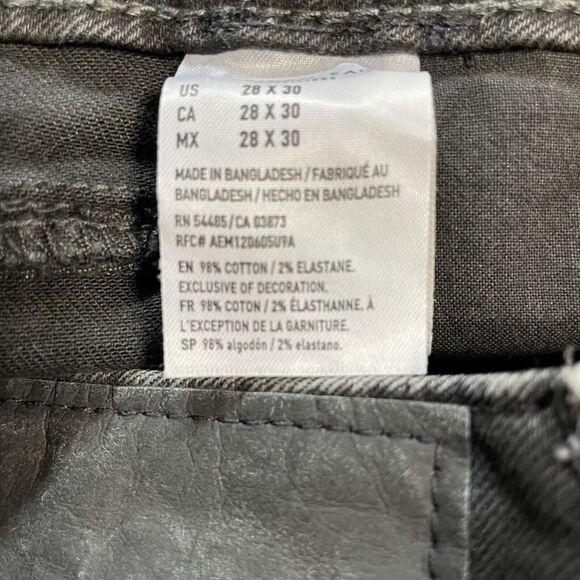 US 28 X 30
CA 28 X 30
MX 28 X 30
MADE IN BANGLADESH / FABRIQUÉ AU
BANGLADESH / HECHO EN BANGLADESH
RN 54485/CA 03873
RFC# AEM120605U9A
EN 98% COTTON / 2% ELASTANE.
EXCLUSIVE OF DECORATION.
FR 98% COTON / 2% ÉLASTHANNE. À
L'EXCEPTION DE LA GARNITURE.
SP 98% algodón / 2% elastano.